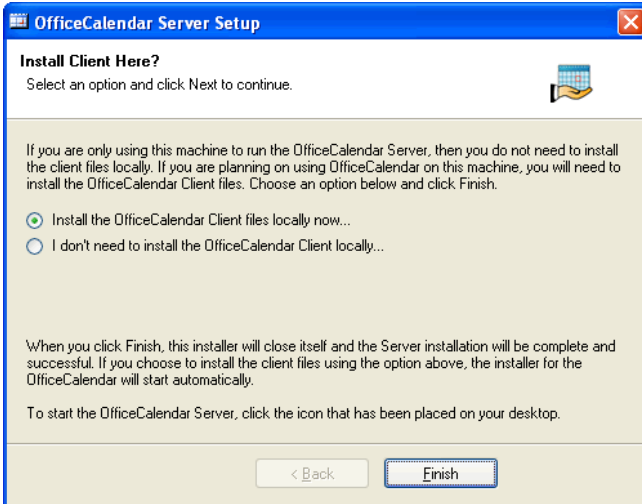 OfficeCalendar Server Setup
Install Client Here?
Select an option and click Next to continue.
If you are only using this machine to run the OfficeCalendar Server, then you do not need to install
the client files locally. If you are planning on using OfficeCalendar on this machine, you will need to
install the OfficeCalendar Client files. Choose an option below and click Finish.
Install the OfficeCalendar Client files locally now...
I don't need to install the OfficeCalendar Client locally...
When you click Finish, this installer will close itself and the Server installation will be complete and
successful. If you choose to install the client files using the option above, the installer for the
OfficeCalendar will start automatically.
To start the OfficeCalendar Server, click the icon that has been placed on your desktop.
< Back
Finish